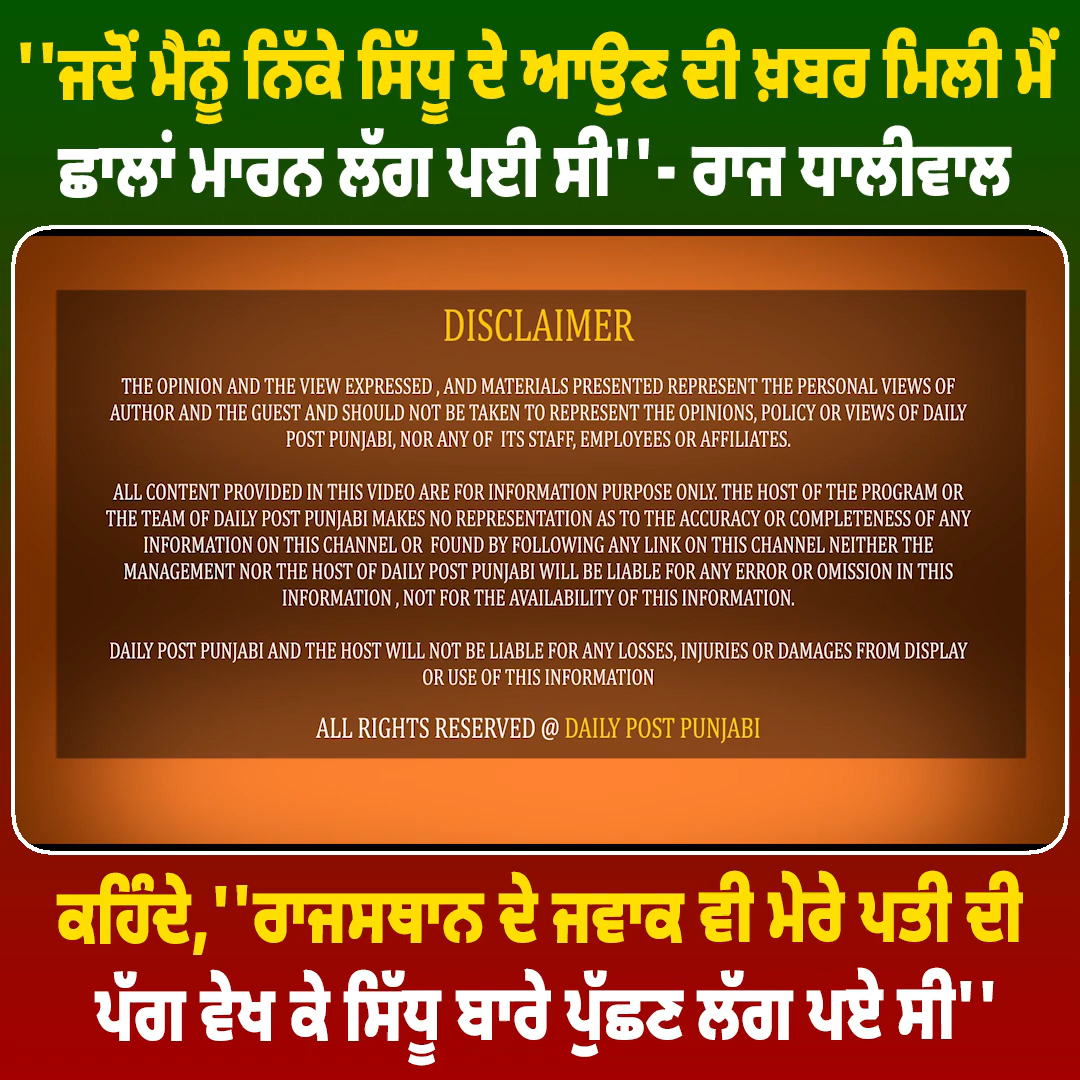 ''ਜਦੋਂ ਮੈਨੂੰ ਨਿੱਕੇ ਸਿੱਧੂ ਦੇ ਆਉਣ ਦੀ ਖ਼ਬਰ ਮਿਲੀ ਮੈਂ
ਛਾਲਾਂ ਮਾਰਨ ਲੱਗ ਪਈ ਸੀ''- ਰਾਜ ਧਾਲੀਵਾਲ
DISCLAIMER
THE OPINION AND THE VIEW EXPRESSED , AND MATERIALS PRESENTED REPRESENT THE PERSONAL VIEWS OF
AUTHOR AND THE GUEST AND SHOULD NOT BE TAKEN TO REPRESENT THE OPINIONS, POLICY OR VIEWS OF DAILY
POST PUNJABI, NOR ANY OF ITS STAFF, EMPLOYEES OR AFFILIATES.
ALL CONTENT PROVIDED IN THIS VIDEO ARE FOR INFORMATION PURPOSE ONLY. THE HOST OF THE PROGRAM OR
THE TEAM OF DAILY POST PUNJABI MAKES NO REPRESENTATION AS TO THE ACCURACY OR COMPLETENESS OF ANY
INFORMATION ON THIS CHANNEL OR FOUND BY FOLLOWING ANY LINK ON THIS CHANNEL NEITHER THE
MANAGEMENT NOR THE HOST OF DAILY POST PUNJABI WILL BE LIABLE FOR ANY ERROR OR OMISSION IN THIS
INFORMATION , NOT FOR THE AVAILABILITY OF THIS INFORMATION.
DAILY POST PUNJABI AND THE HOST WILL NOT BE LIABLE FOR ANY LOSSES, INJURIES OR DAMAGES FROM DISPLAY
OR USE OF THIS INFORMATION
ALL RIGHTS RESERVED @ DAILY POST PUNJABI
ਕਹਿੰਦੇ,''ਰਾਜਸਥਾਨ ਦੇ ਜਵਾਕ ਵੀ ਮੇਰੇ ਪਤੀ ਦੀ
ਪੱਗ ਵੇਖ ਕੇ ਸਿੱਧੂ ਬਾਰੇ ਪੁੱਛਣ ਲੱਗ ਪਏ ਸੀ''